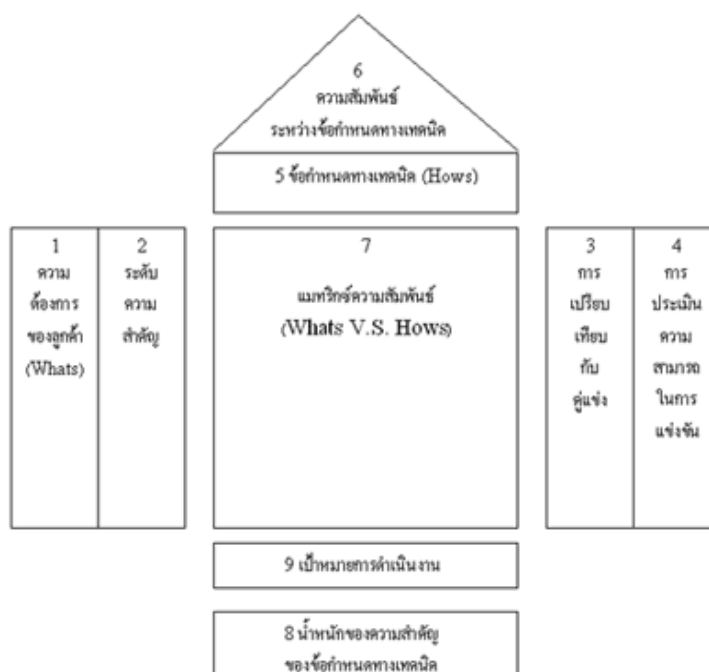 6
ความสัมพันธ์
ระหว่างข้อกำหนดทางเทคนิค
5 ข้อกำหนดทางเทคนิค (Hows)
1
ความ
ต้องการ
ของลูกค้า
(Whats)
2
ระดับ
ความ
สำคัญ
7
แมทริกซ์ความสัมพันธ์
(Whats V.S. Hows)
3
การ
เปรียบ
เทียบ
กับ
คู่แข่ง
4
การ
ประเมิน
ความ
สามารถ
ในการ
แข่งขัน
9 เป้าหมายการดำเนินงาน
8 น้ำหนักของความสำคัญ
ของข้อกำหนดทางเทคนิค